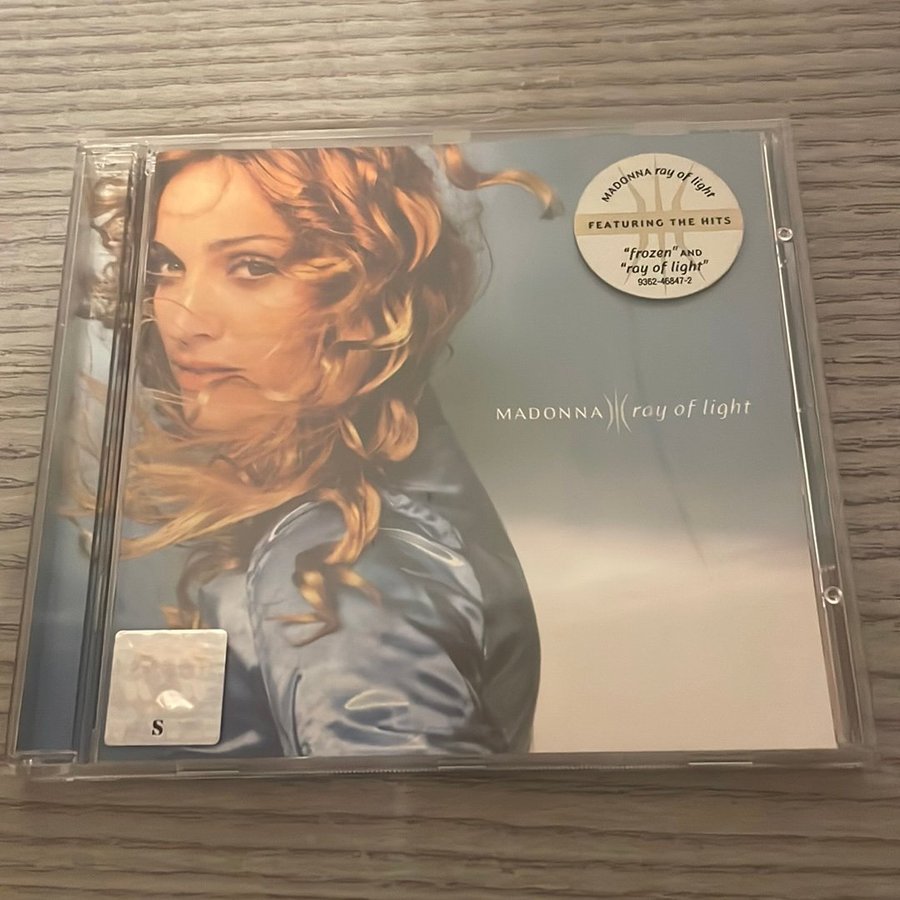 MADONNA ray of light
FEATURING THE HITS
"frozen" AND
"ray of light"
9362-46847-2
MADONNA ray of light
S